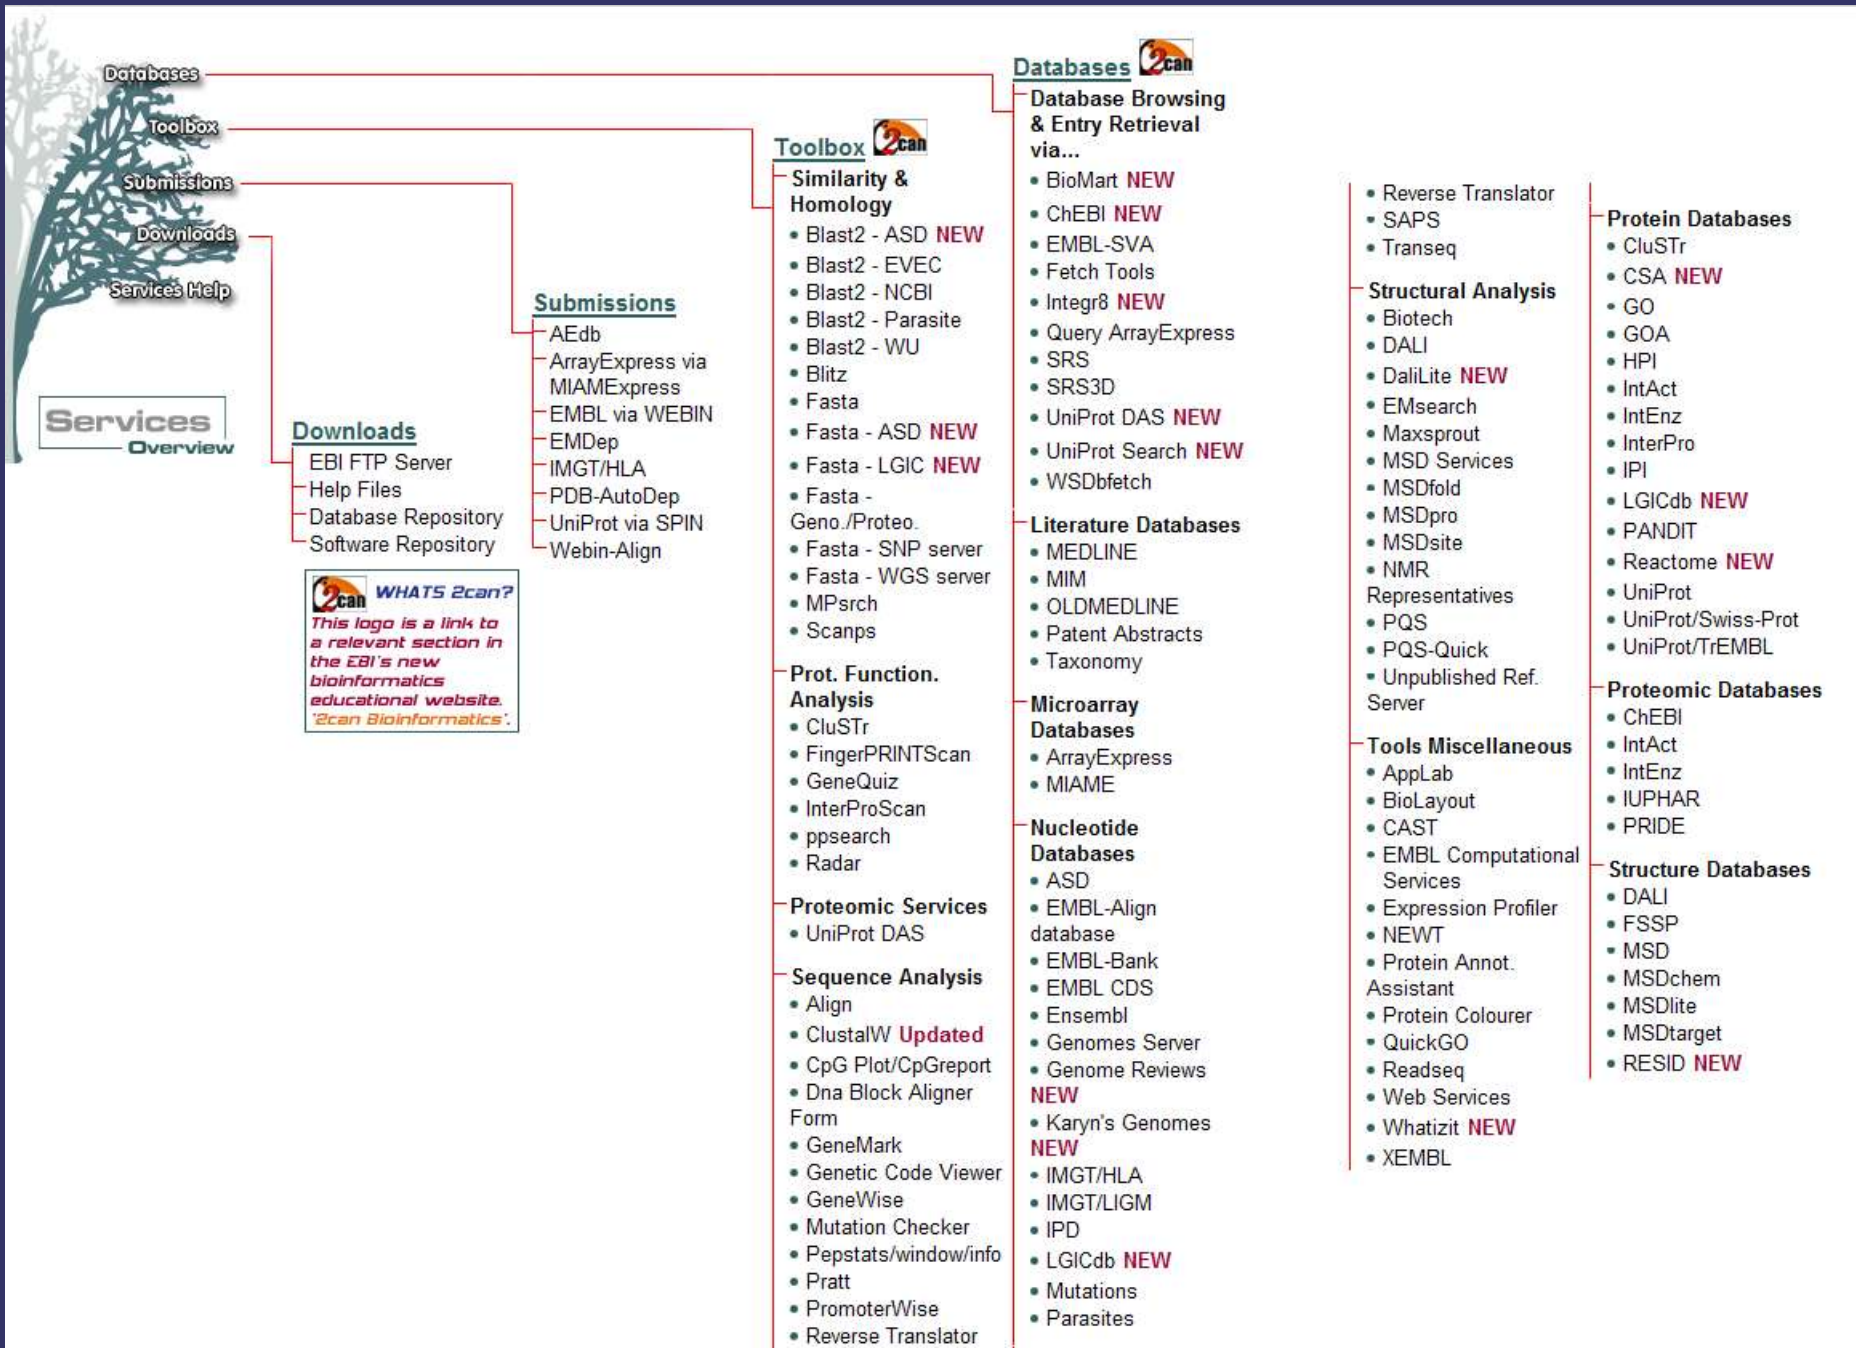 Databases
Toolbox
Submissions
Downloads
Services Help
Services
Overview
Downloads
EBI FTP Server
Help Files
Database Repository
Software Repository
2can WHATS 2can?
This logo is a link to
a relevant section in
the EBI's new
bioinformatics
educational website.
'2can Bioinformatics'.
Submissions
AEdb
ArrayExpress via
MIAMExpress
EMBL via WEBIN
EMDep
IMGT/HLA
PDB-AutoDep
UniProt via SPIN
Webin-Align
Toolbox 2can
Similarity &
Homology
• Blast2 - ASD NEW
• Blast2 - EVEC
• Blast2 - NCBI
• Blast2 - Parasite
• Blast2 - WU
• Blitz
• Fasta
• Fasta - ASD NEW
• Fasta - LGIC NEW
• Fasta -
Geno./Proteo.
• Fasta - SNP server
• Fasta - WGS server
• MPsrch
• Scanps
Prot. Function.
Analysis
• CluSTr
• FingerPRINTScan
• GeneQuiz
• InterProScan
• ppsearch
• Radar
Proteomic Services
• UniProt DAS
Sequence Analysis
• Align
• ClustalW Updated
• CpG Plot/CpGreport
• Dna Block Aligner
Form
• GeneMark
• Genetic Code Viewer
• GeneWise
• Mutation Checker
• Pepstats/window/info
• Pratt
• PromoterWise
• Reverse Translator
Databases 2can
Database Browsing
& Entry Retrieval
via...
• BioMart NEW
• ChEBI NEW
• EMBL-SVA
• Fetch Tools
• Integr8 NEW
• Query ArrayExpress
• SRS
• SRS3D
• UniProt DAS NEW
• UniProt Search NEW
• WSDbfetch
Literature Databases
• MEDLINE
• MIM
• OLDMEDLINE
• Patent Abstracts
• Taxonomy
Microarray
Databases
• ArrayExpress
• MIAME
Nucleotide
Databases
• ASD
• EMBL-Align
database
• EMBL-Bank
• EMBL CDS
• Ensembl
• Genomes Server
• Genome Reviews
NEW
• Karyn's Genomes
NEW
• IMGT/HLA
• IMGT/LIGM
• IPD
• LGICdb NEW
• Mutations
• Parasites
• Reverse Translator
• SAPS
• Transeq
Structural Analysis
• Biotech
• DALI
• DaliLite NEW
• EMsearch
• Maxsprout
• MSD Services
• MSDfold
• MSDpro
• MSDsite
• NMR
Representatives
• PQS
• PQS-Quick
• Unpublished Ref.
Server
Tools Miscellaneous
• AppLab
• BioLayout
• CAST
• EMBL Computational
Services
• Expression Profiler
• NEWT
• Protein Annot.
Assistant
• Protein Colourer
• QuickGO
• Readseq
• Web Services
• Whatizit NEW
• XEMBL
Protein Databases
• CluSTr
• CSA NEW
• GO
• GOA
• HPI
• IntAct
• IntEnz
• InterPro
• IPI
• LGICdb NEW
• PANDIT
• Reactome NEW
• UniProt
• UniProt/Swiss-Prot
• UniProt/TrEMBL
Proteomic Databases
• ChEBI
• IntAct
• IntEnz
• IUPHAR
• PRIDE
Structure Databases
• DALI
• FSSP
• MSD
• MSDchem
• MSDlite
• MSDtarget
• RESID NEW